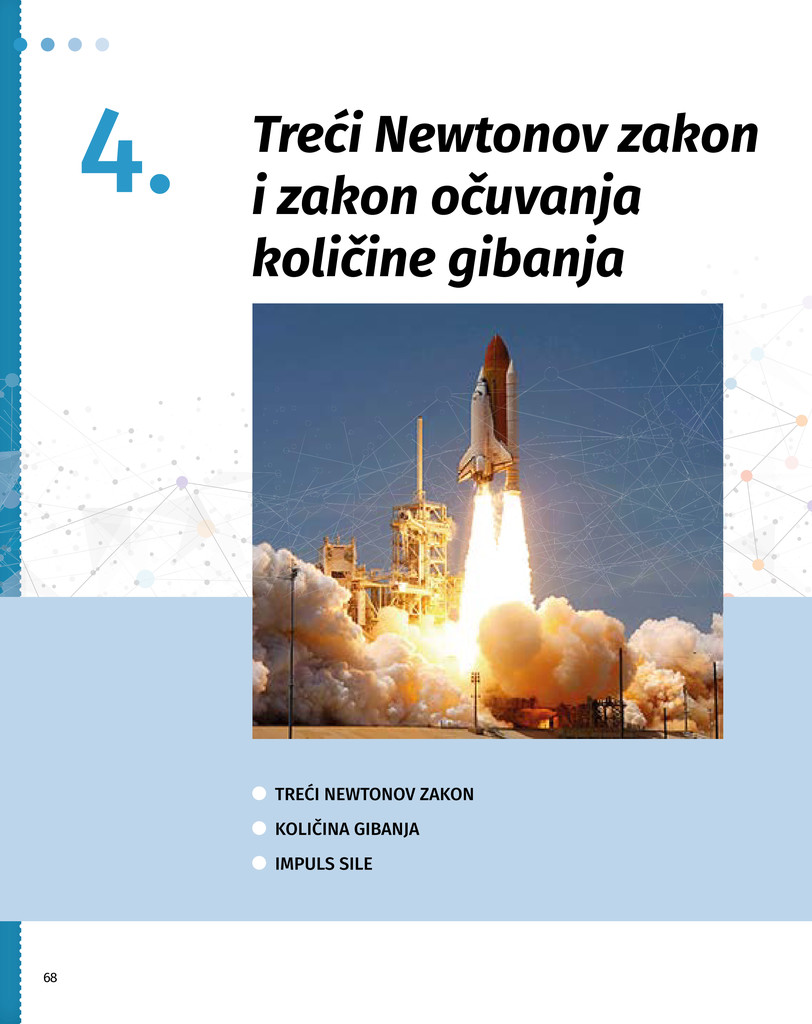 4.
Treći Newtonov zakon
i zakon očuvanja
količine gibanja
TREĆI NEWTONOV ZAKON
KOLIČINA GIBANJA
IMPULS SILE
68